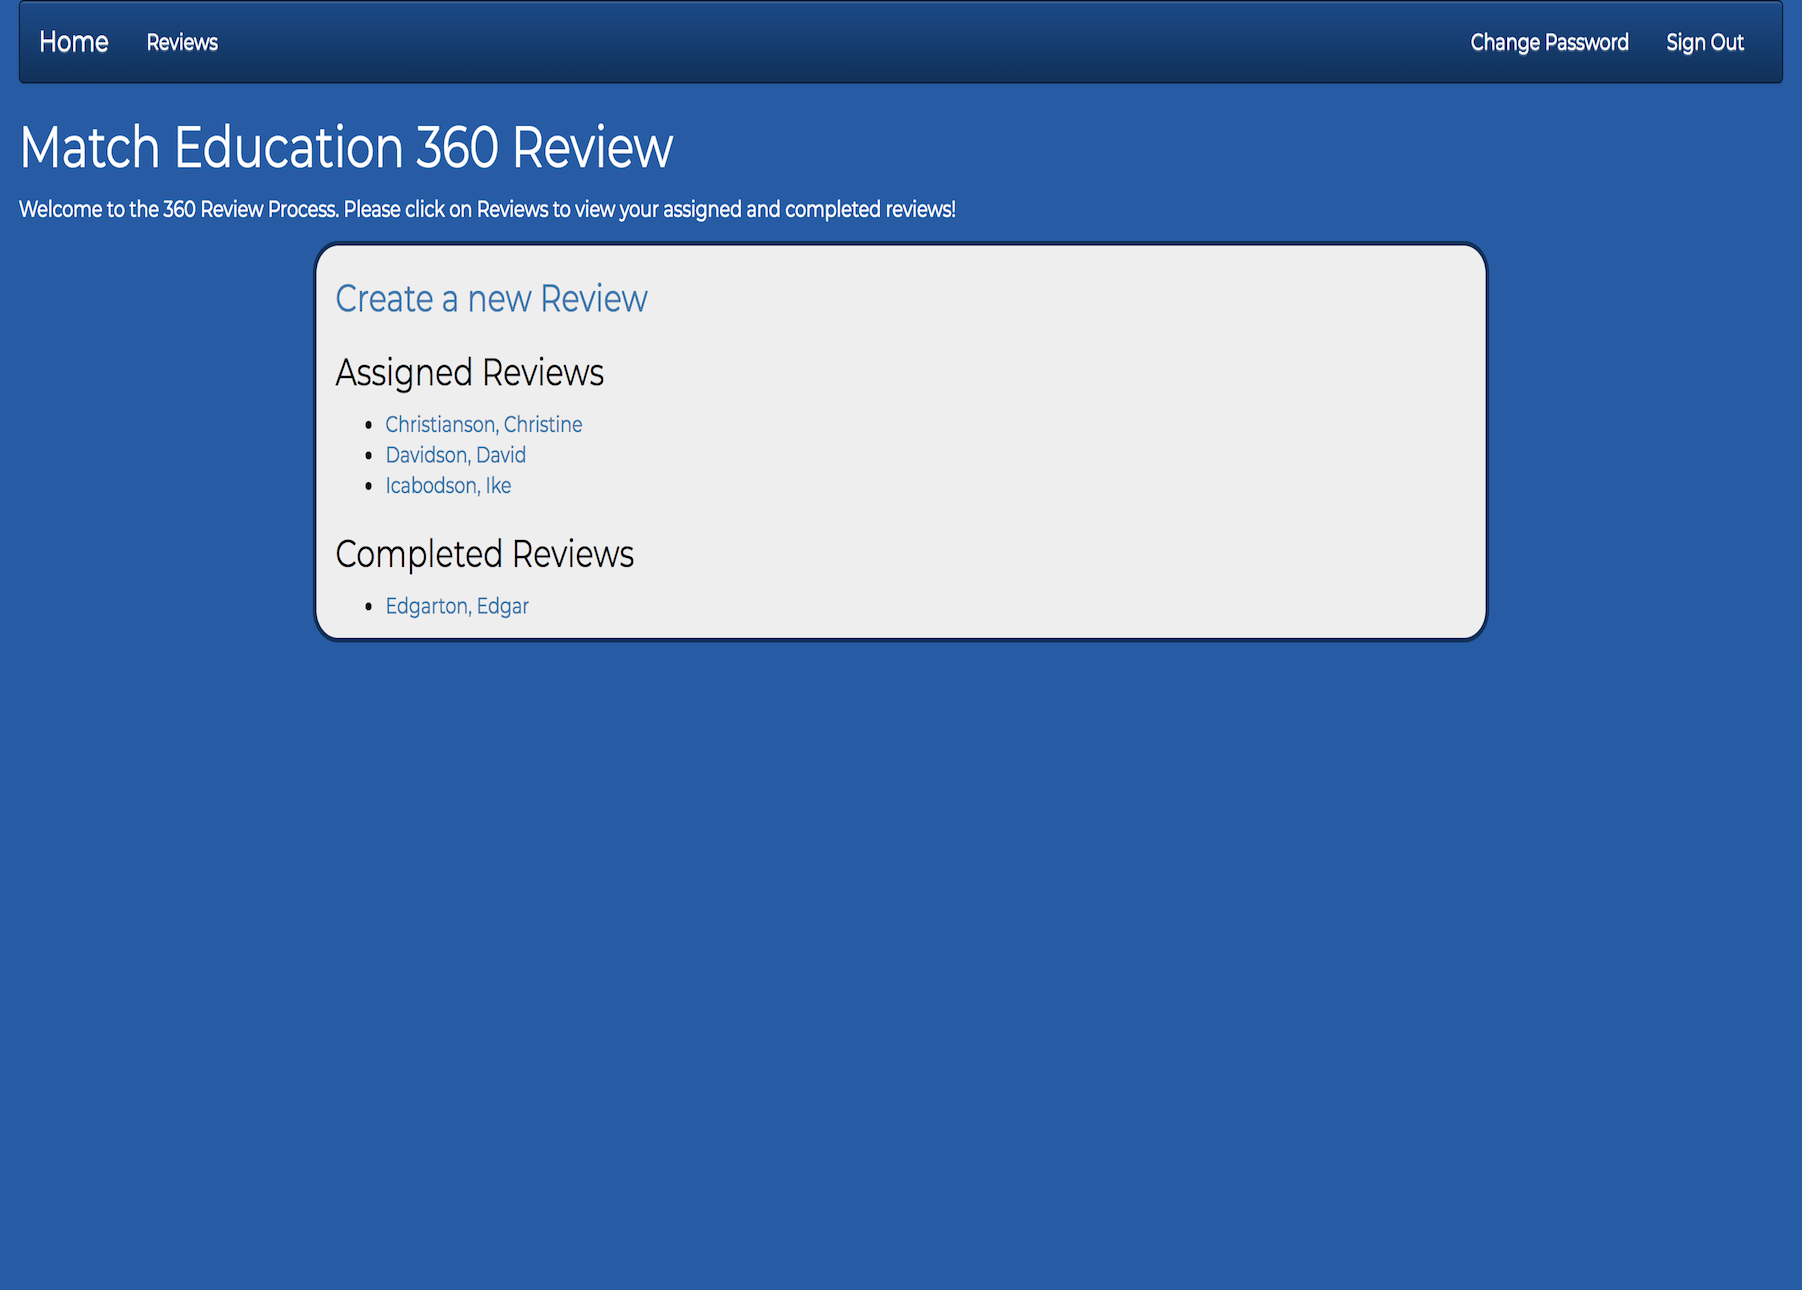 Home Reviews Change Password Sign Out
Match Education 360 Review
Welcome to the 360 Review Process. Please click on Reviews to view your assigned and completed reviews!
Create a new Review
Assigned Reviews
Christianson, Christine
Davidson, David
Icabodson, Ike
Completed Reviews
Edgarton, Edgar